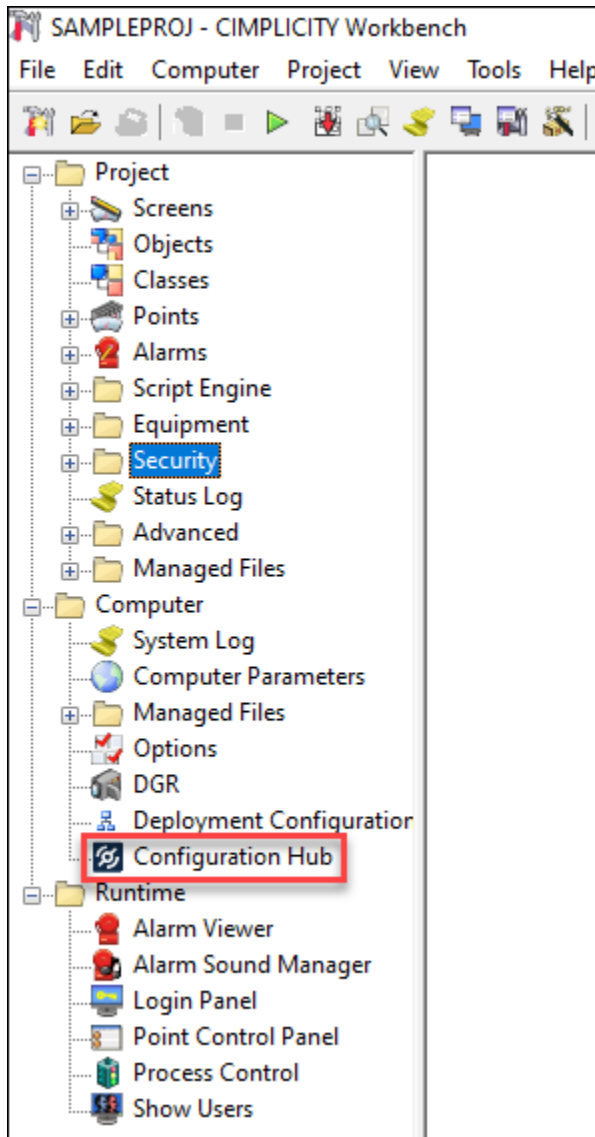 SAMPLEPROJ - CIMPLICITY Workbench
File Edit Computer Project View Tools Help
Project
Screens
Objects
Classes
Points
Alarms
Script Engine
Equipment
Security
Status Log
Advanced
Managed Files
Computer
System Log
Computer Parameters
Managed Files
Options
DGR
Deployment Configuration
Configuration Hub
Runtime
Alarm Viewer
Alarm Sound Manager
Login Panel
Point Control Panel
Process Control
Show Users